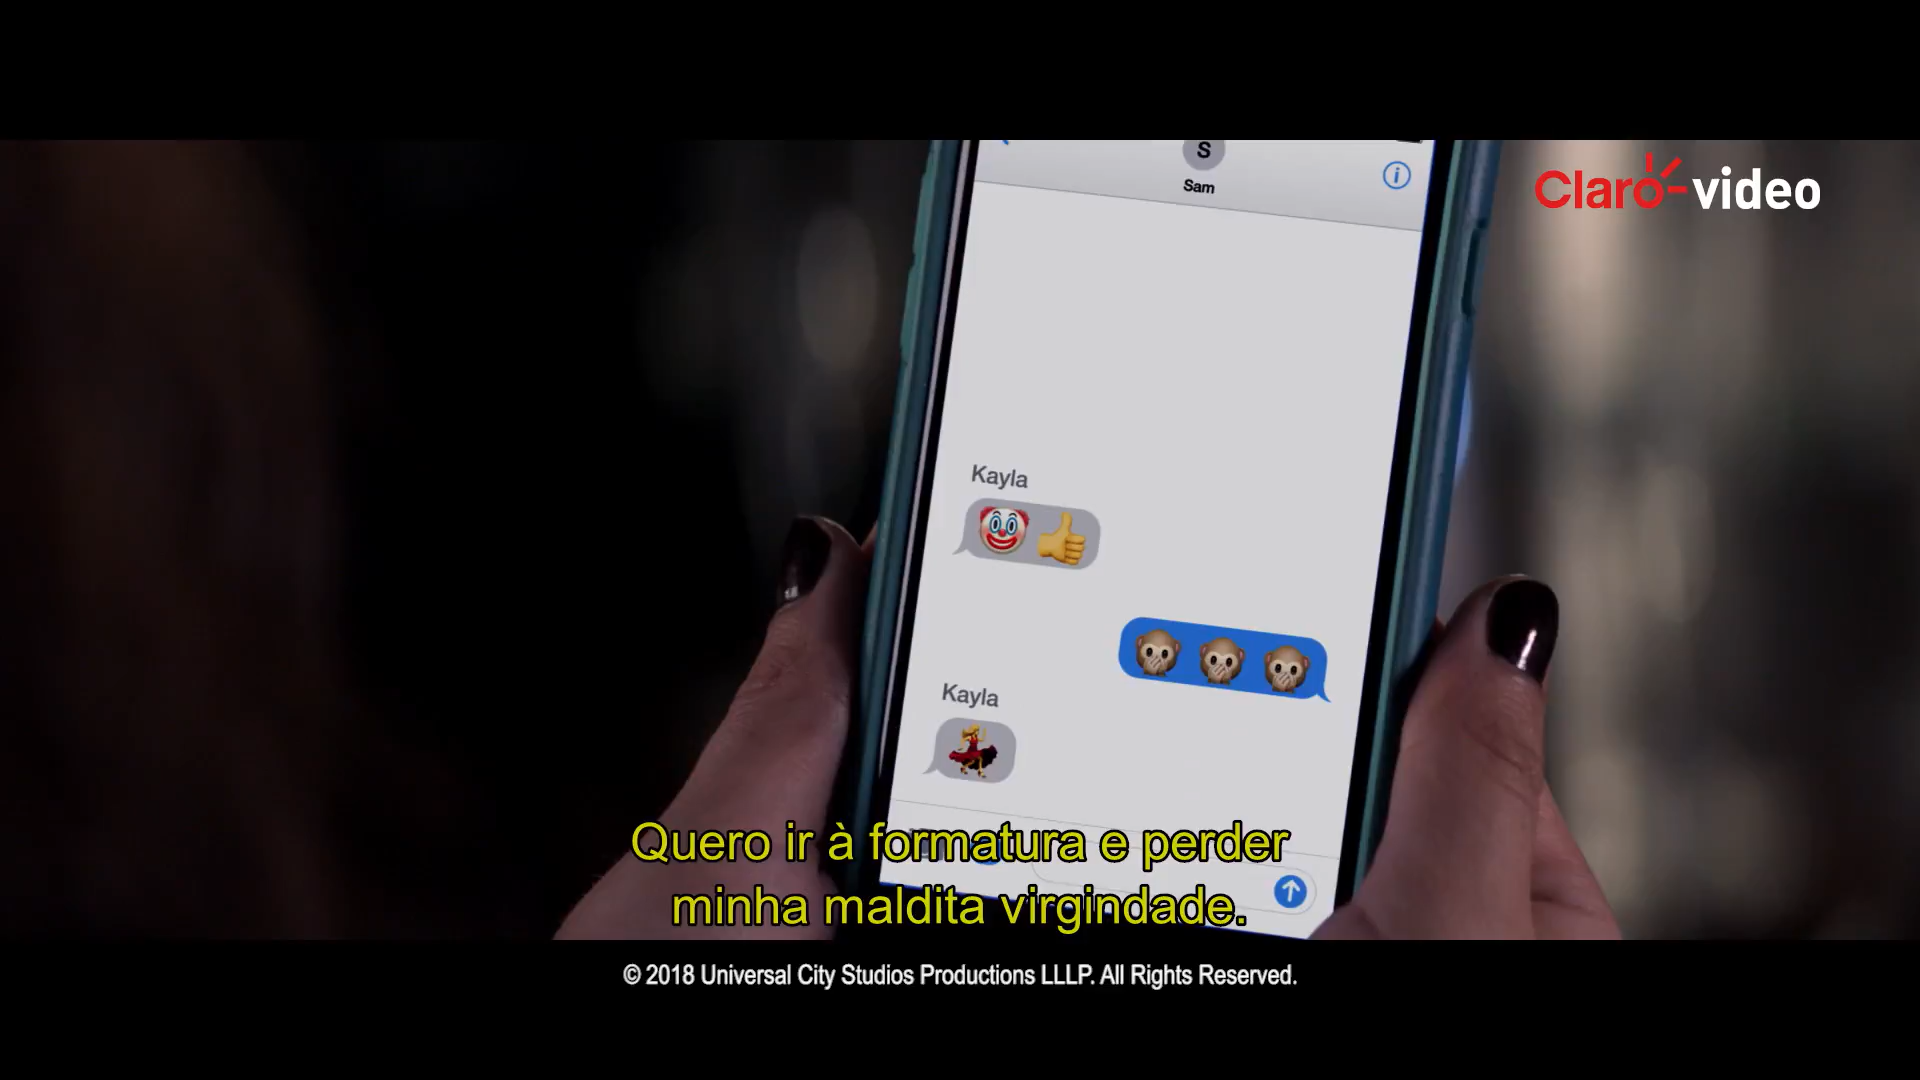 S
Sam
Claro-video
Kayla
Kayla
Quero ir à formatura e perder
minha maldita virgindade.
© 2018 Universal City Studios Productions LLLP. All Rights Reserved.